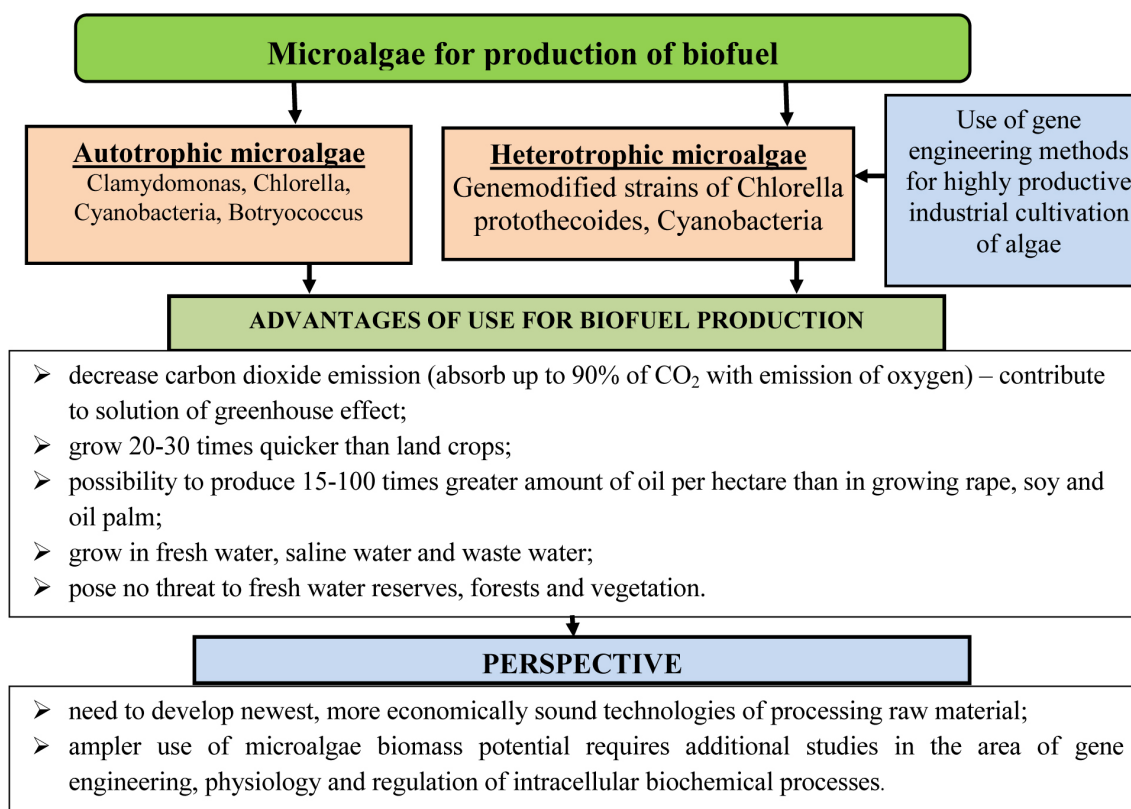 Microalgae for production of biofuel
Autotrophic microalgae
Clamydomonas, Chlorella,
Cyanobacteria, Botryococcus
Heterotrophic microalgae
Genemodified strains of Chlorella
protothecoides, Cyanobacteria
Use of gene
engineering methods
for highly productive
industrial cultivation
of algae
ADVANTAGES OF USE FOR BIOFUEL PRODUCTION
➢ decrease carbon dioxide emission (absorb up to 90% of CO₂ with emission of oxygen) – contribute
to solution of greenhouse effect;
➢ grow 20-30 times quicker than land crops;
➢ possibility to produce 15-100 times greater amount of oil per hectare than in growing rape, soy and
oil palm;
➢ grow in fresh water, saline water and waste water;
➢ pose no threat to fresh water reserves, forests and vegetation.
PERSPECTIVE
➢ need to develop newest, more economically sound technologies of processing raw material;
➢ ampler use of microalgae biomass potential requires additional studies in the area of gene
engineering, physiology and regulation of intracellular biochemical processes.